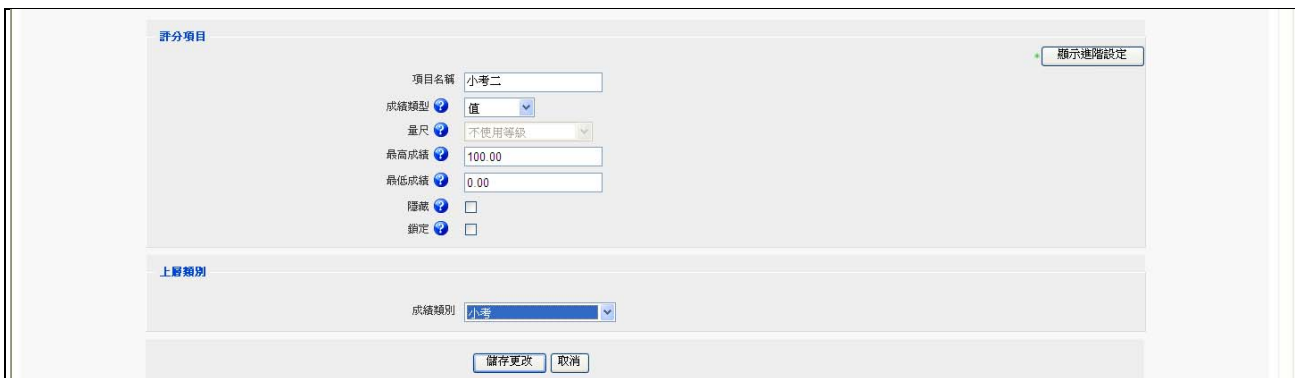 評分項目
顯示進階設定
項目名稱 小考二
成績類型 值
量尺 不使用等級
最高成績 100.00
最低成績 0.00
隱藏
鎖定
上層類別
成績類別 小考
儲存更改 取消